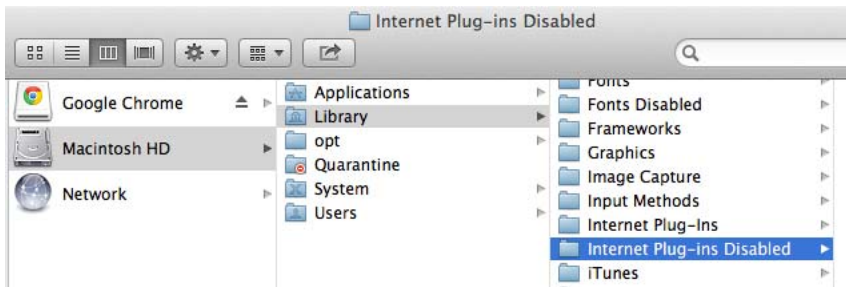 Internet Plug-ins Disabled
Google Chrome
Macintosh HD
Network
Applications
Library
opt
Quarantine
System
Users
Fonts
Fonts Disabled
Frameworks
Graphics
Image Capture
Input Methods
Internet Plug-Ins
Internet Plug-ins Disabled
iTunes